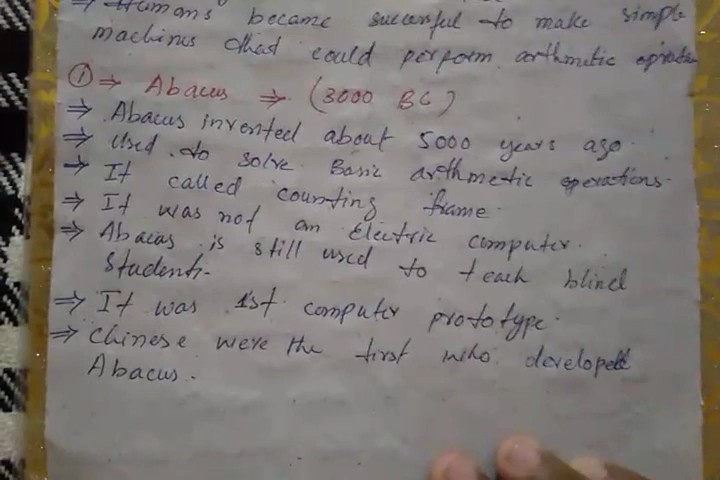 ⇒ Humans became successful to make simple
machines that could perform arthmetic opration
① ⇒ Abacus ⇒ (3000 BC)
⇒ Abacus invented about 5000 years ago.
⇒ Used to solve Basic arthmetic operations.
⇒ It called counting frame.
⇒ It was not an Electric computer.
⇒ Abacus is still used to teach blind
Students.
⇒ It was 1st computer prototype.
⇒ Chinese were the first who developed
Abacus.